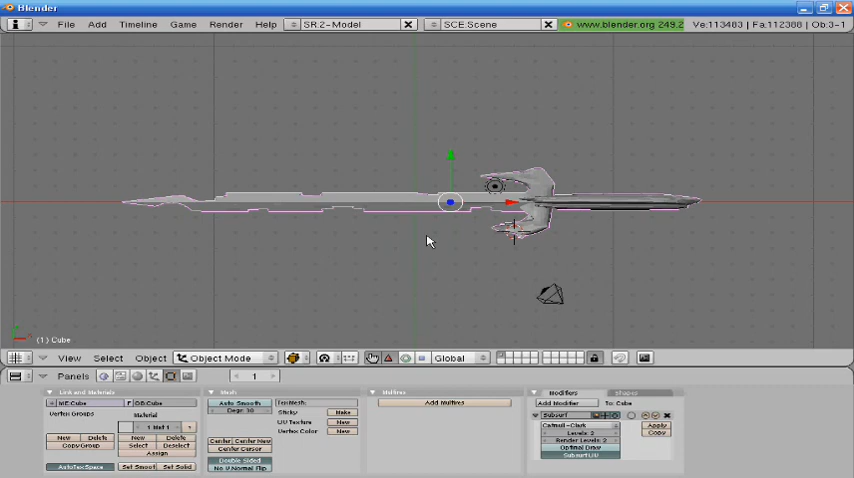 Blender
File Add Timeline Game Render Help SR:2-Model SCE:Scene www.blender.org 249.2 Ve:113483 | Fa:112388 | Ob:3-1
(1) Cube
View Select Object Object Mode Global
Panels 1
Link and Materials Mesh Multires Modifiers Shapes
ME:Cube F OB:Cube Auto Smooth TexMesh: Add Multires Add Modifier To: Cube
Vertex Groups Material Degr: 30 Sticky Make Subsurf
1 Mat 1 UV Texture New Catmull-Clark Apply
New Delete New Delete Vertex Color New Levels: 2 Copy
Copy Group Select Deselect Center Center New Render Levels: 2
Assign Center Cursor Optimal Draw
AutoTexSpace Set Smoot Set Solid Double Sided Subsurf UV
No V.Normal Flip